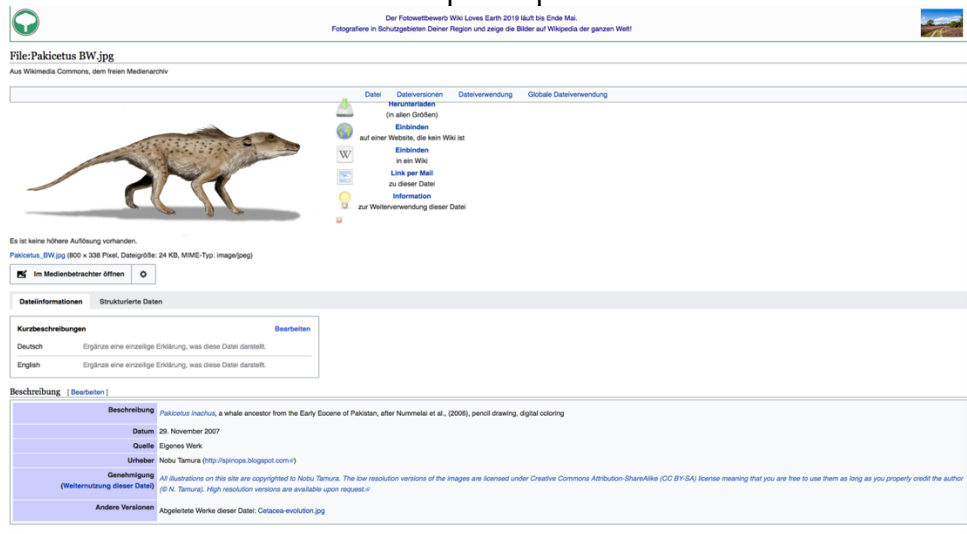 Der Fotowettbewerb Wiki Loves Earth 2019 läuft bis Ende Mai.
Fotografiere in Schutzgebieten Deiner Region und zeige die Bilder auf Wikipedia der ganzen Welt!
File:Pakicetus BW.jpg
Aus Wikimedia Commons, dem freien Medienarchiv
Datei Dateiversionen Dateiverwendung Globale Dateiverwendung
Herunterladen
(in allen Größen)
Einbinden
auf einer Website, die kein Wiki ist
W
Einbinden
in ein Wiki
Link per Mail
zu dieser Datei
Information
zur Weiterverwendung dieser Datei
Es ist keine höhere Auflösung vorhanden.
Pakicetus_BW.jpg (800 × 338 Pixel, Dateigröße: 24 KB, MIME-Typ: image/jpeg)
Im Medienbetrachter öffnen
Dateiinformationen Strukturierte Daten
Kurzbeschreibungen Bearbeiten
Deutsch Ergänze eine einzeilige Erklärung, was diese Datei darstellt.
English Ergänze eine einzeilige Erklärung, was diese Datei darstellt.
Beschreibung [ Bearbeiten ]
Beschreibung Pakicetus inachus, a whale ancestor from the Early Eocene of Pakistan, after Nummelai et al., (2006), pencil drawing, digital coloring
Datum 29. November 2007
Quelle Eigenes Werk
Urheber Nobu Tamura (http://spinops.blogspot.com)
Genehmigung
(Weiternutzung dieser Datei)
All illustrations on this site are copyrighted to Nobu Tamura. The low resolution versions of the images are licensed under Creative Commons Attribution-ShareAlike (CC BY-SA) license meaning that you are free to use them as long as you properly credit the author
(© N. Tamura). High resolution versions are available upon request.
Andere Versionen Abgeleitete Werke dieser Datei: Cetacea-evolution.jpg